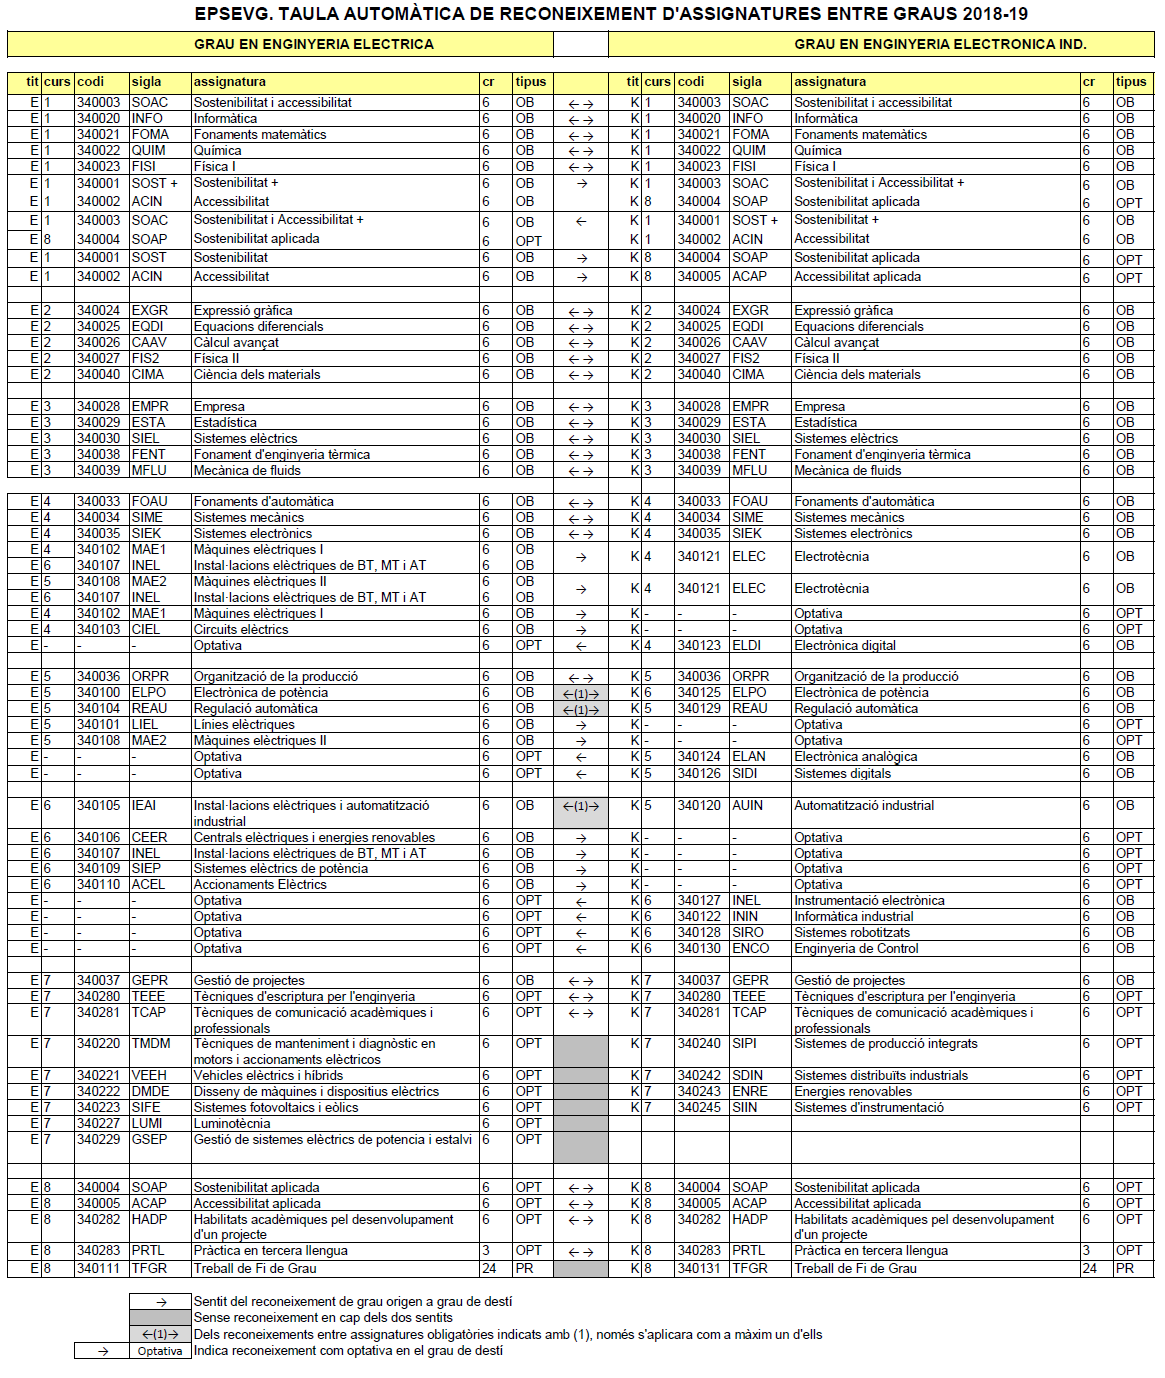 EPSEVG. TAULA AUTOMÀTICA DE RECONEIXEMENT D'ASSIGNATURES ENTRE GRAUS 2018-19
GRAU EN ENGINYERIA ELECTRICA GRAU EN ENGINYERIA ELECTRONICA IND.
tit curs codi sigla assignatura cr tipus tit curs codi sigla assignatura cr tipus
E 1 340003 SOAC Sostenibilitat i accessibilitat 6 OB ←→ K 1 340003 SOAC Sostenibilitat i accessibilitat 6 OB
E 1 340020 INFO Informàtica 6 OB ←→ K 1 340020 INFO Informàtica 6 OB
E 1 340021 FOMA Fonaments matemàtics 6 OB ←→ K 1 340021 FOMA Fonaments matemàtics 6 OB
E 1 340022 QUIM Química 6 OB ←→ K 1 340022 QUIM Química 6 OB
E 1 340023 FISI Física I 6 OB ←→ K 1 340023 FISI Física I 6 OB
E 1 340001 SOST + Sostenibilitat + 6 OB → K 1 340003 SOAC Sostenibilitat i Accessibilitat + 6 OB
E 1 340002 ACIN Accessibilitat 6 OB K 8 340004 SOAP Sostenibilitat aplicada 6 OPT
E 1 340003 SOAC Sostenibilitat i Accessibilitat + 6 OB ← K 1 340001 SOST + Sostenibilitat + 6 OB
E 8 340004 SOAP Sostenibilitat aplicada 6 OPT K 1 340002 ACIN Accessibilitat 6 OB
E 1 340001 SOST Sostenibilitat 6 OB → K 8 340004 SOAP Sostenibilitat aplicada 6 OPT
E 1 340002 ACIN Accessibilitat 6 OB → K 8 340005 ACAP Accessibilitat aplicada 6 OPT
E 2 340024 EXGR Expressió gràfica 6 OB ←→ K 2 340024 EXGR Expressió gràfica 6 OB
E 2 340025 EQDI Equacions diferencials 6 OB ←→ K 2 340025 EQDI Equacions diferencials 6 OB
E 2 340026 CAAV Càlcul avançat 6 OB ←→ K 2 340026 CAAV Càlcul avançat 6 OB
E 2 340027 FIS2 Física II 6 OB ←→ K 2 340027 FIS2 Física II 6 OB
E 2 340040 CIMA Ciència dels materials 6 OB ←→ K 2 340040 CIMA Ciència dels materials 6 OB
E 3 340028 EMPR Empresa 6 OB ←→ K 3 340028 EMPR Empresa 6 OB
E 3 340029 ESTA Estadística 6 OB ←→ K 3 340029 ESTA Estadística 6 OB
E 3 340030 SIEL Sistemes elèctrics 6 OB ←→ K 3 340030 SIEL Sistemes elèctrics 6 OB
E 3 340038 FENT Fonament d'enginyeria tèrmica 6 OB ←→ K 3 340038 FENT Fonament d'enginyeria tèrmica 6 OB
E 3 340039 MFLU Mecànica de fluids 6 OB ←→ K 3 340039 MFLU Mecànica de fluids 6 OB
E 4 340033 FOAU Fonaments d'automàtica 6 OB ←→ K 4 340033 FOAU Fonaments d'automàtica 6 OB
E 4 340034 SIME Sistemes mecànics 6 OB ←→ K 4 340034 SIME Sistemes mecànics 6 OB
E 4 340035 SIEK Sistemes electrònics 6 OB ←→ K 4 340035 SIEK Sistemes electrònics 6 OB
E 4 340102 MAE1 Màquines elèctriques I 6 OB → K 4 340121 ELEC Electrotècnia 6 OB
E 6 340107 INEL Instal·lacions elèctriques de BT, MT i AT 6 OB
E 5 340108 MAE2 Màquines elèctriques II 6 OB → K 4 340121 ELEC Electrotècnia 6 OB
E 6 340107 INEL Instal·lacions elèctriques de BT, MT i AT 6 OB
E 4 340102 MAE1 Màquines elèctriques I 6 OB → K - - - Optativa 6 OPT
E 4 340103 CIEL Circuits elèctrics 6 OB → K - - - Optativa 6 OPT
E - - - Optativa 6 OPT ← K 4 340123 ELDI Electrònica digital 6 OB
E 5 340036 ORPR Organització de la producció 6 OB ←→ K 5 340036 ORPR Organització de la producció 6 OB
E 5 340100 ELPO Electrònica de potència 6 OB ←(1)→ K 6 340125 ELPO Electrònica de potència 6 OB
E 5 340104 REAU Regulació automàtica 6 OB ←(1)→ K 5 340129 REAU Regulació automàtica 6 OB
E 5 340101 LIEL Línies elèctriques 6 OB → K - - - Optativa 6 OPT
E 5 340108 MAE2 Màquines elèctriques II 6 OB → K - - - Optativa 6 OPT
E - - - Optativa 6 OPT ← K 5 340124 ELAN Electrònica analògica 6 OB
E - - - Optativa 6 OPT ← K 5 340126 SIDI Sistemes digitals 6 OB
E 6 340105 IEAI Instal·lacions elèctriques i automatització 6 OB ←(1)→ K 5 340120 AUIN Automatització industrial 6 OB
industrial
E 6 340106 CEER Centrals elèctriques i energies renovables 6 OB → K - - - Optativa 6 OPT
E 6 340107 INEL Instal·lacions elèctriques de BT, MT i AT 6 OB → K - - - Optativa 6 OPT
E 6 340109 SIEP Sistemes elèctrics de potència 6 OB → K - - - Optativa 6 OPT
E 6 340110 ACEL Accionaments Elèctrics 6 OB → K - - - Optativa 6 OPT
E - - - Optativa 6 OPT ← K 6 340127 INEL Instrumentació electrònica 6 OB
E - - - Optativa 6 OPT ← K 6 340122 ININ Informàtica industrial 6 OB
E - - - Optativa 6 OPT ← K 6 340128 SIRO Sistemes robotitzats 6 OB
E - - - Optativa 6 OPT ← K 6 340130 ENCO Enginyeria de Control 6 OB
E 7 340037 GEPR Gestió de projectes 6 OB ←→ K 7 340037 GEPR Gestió de projectes 6 OB
E 7 340280 TEEE Tècniques d'escriptura per l'enginyeria 6 OPT ←→ K 7 340280 TEEE Tècniques d'escriptura per l'enginyeria 6 OPT
E 7 340281 TCAP Tècniques de comunicació acadèmiques i 6 OPT ←→ K 7 340281 TCAP Tècniques de comunicació acadèmiques i 6 OPT
professionals professionals
E 7 340220 TMDM Tècniques de manteniment i diagnòstic en 6 OPT K 7 340240 SIPI Sistemes de producció integrats 6 OPT
motors i accionaments elèctricos
E 7 340221 VEEH Vehicles elèctrics i híbrids 6 OPT K 7 340242 SDIN Sistemes distribuïts industrials 6 OPT
E 7 340222 DMDE Disseny de màquines i dispositius elèctrics 6 OPT K 7 340243 ENRE Energies renovables 6 OPT
E 7 340223 SIFE Sistemes fotovoltaics i eòlics 6 OPT K 7 340245 SIIN Sistemes d'instrumentació 6 OPT
E 7 340227 LUMI Luminotècnia 6 OPT
E 7 340229 GSEP Gestió de sistemes elèctrics de potencia i estalvi 6 OPT
E 8 340004 SOAP Sostenibilitat aplicada 6 OPT ←→ K 8 340004 SOAP Sostenibilitat aplicada 6 OPT
E 8 340005 ACAP Accessibilitat aplicada 6 OPT ←→ K 8 340005 ACAP Accessibilitat aplicada 6 OPT
E 8 340282 HADP Habilitats acadèmiques pel desenvolupament 6 OPT ←→ K 8 340282 HADP Habilitats acadèmiques pel desenvolupament 6 OPT
d'un projecte d'un projecte
E 8 340283 PRTL Pràctica en tercera llengua 3 OPT ←→ K 8 340283 PRTL Pràctica en tercera llengua 3 OPT
E 8 340111 TFGR Treball de Fi de Grau 24 PR K 8 340131 TFGR Treball de Fi de Grau 24 PR
→ Sentit del reconeixement de grau origen a grau de destí
Sense reconeixement en cap dels dos sentits
←(1)→ Dels reconeixements entre assignatures obligatòries indicats amb (1), només s'aplicara com a màxim un d'ells
→ Optativa Indica reconeixement com optativa en el grau de destí